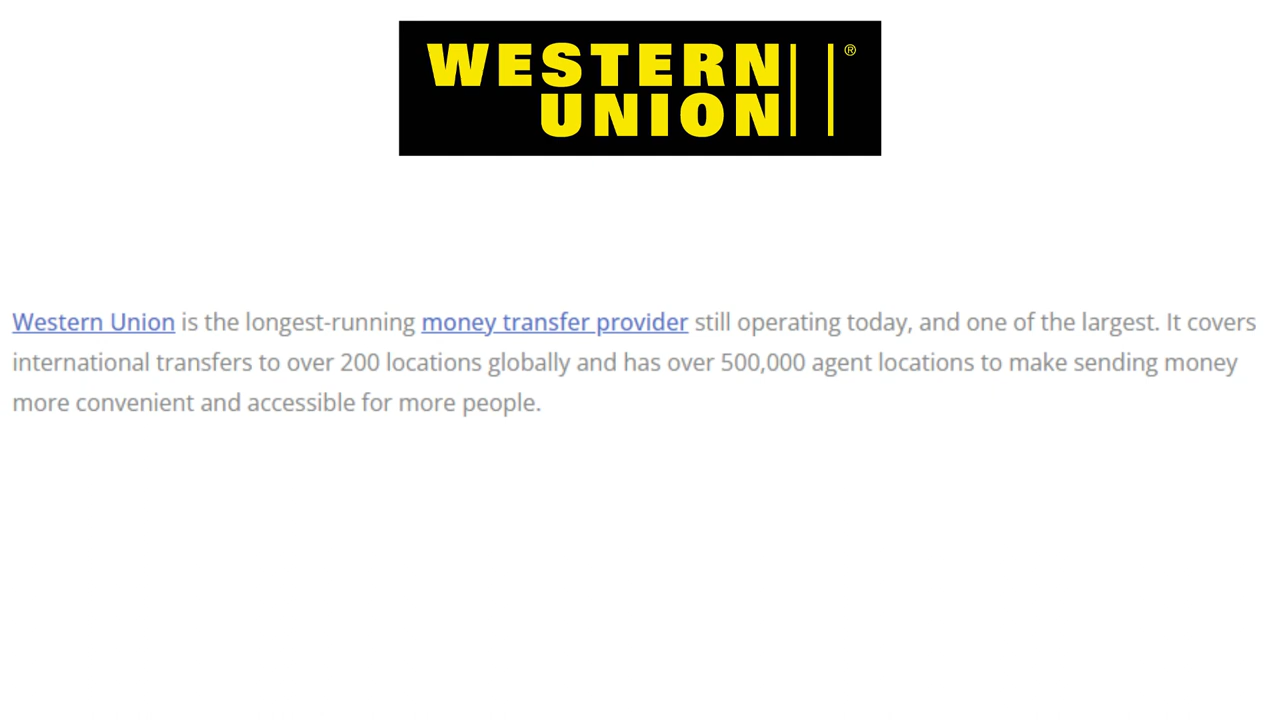 WESTERN
UNION ®
Western Union is the longest-running money transfer provider still operating today, and one of the largest. It covers
international transfers to over 200 locations globally and has over 500,000 agent locations to make sending money
more convenient and accessible for more people.